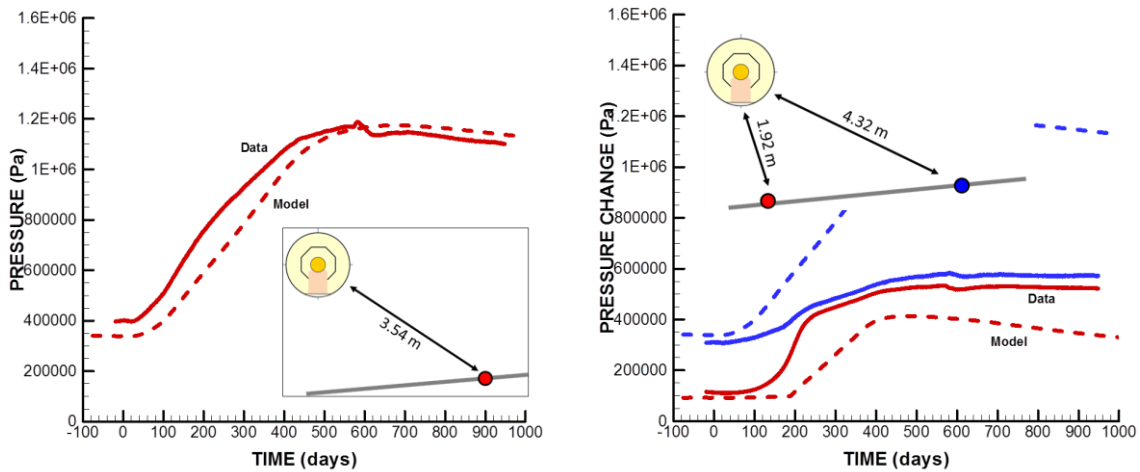 1.6E+06
1.4E+06
1.2E+06
1E+06
800000
600000
400000
200000
0
PRESSURE (Pa)
Data
Model
3.54 m
-100 0 100 200 300 400 500 600 700 800 900 1000
TIME (days)
1.6E+06
1.4E+06
1.2E+06
1E+06
800000
600000
400000
200000
0
PRESSURE CHANGE (Pa)
1.92 m
4.32 m
Data
Model
-100 0 100 200 300 400 500 600 700 800 900 1000
TIME (days)